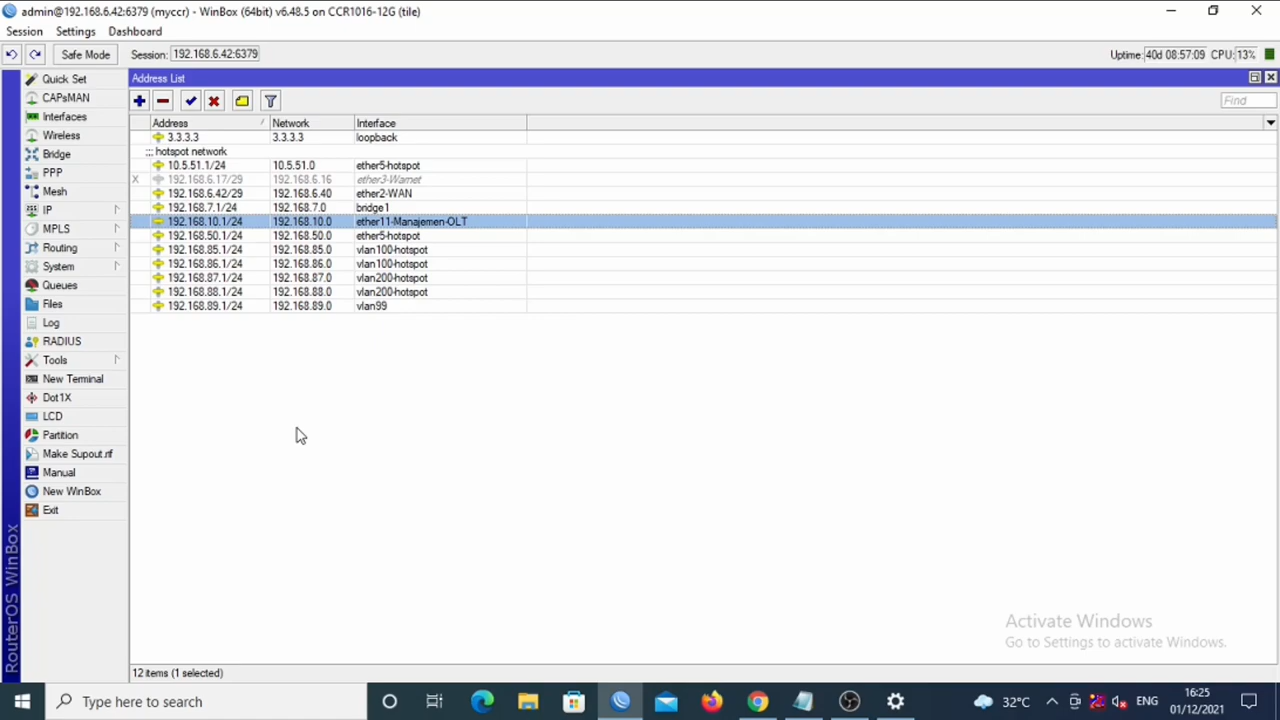 admin@192.168.6.42:6379 (myccr) - WinBox (64bit) v6.48.5 on CCR1016-12G (tile)
Session Settings Dashboard
Safe Mode Session: 192.168.6.42:6379 Uptime: 40d 08:57:09 CPU: 13%
Quick Set
CAPsMAN
Interfaces
Wireless
Bridge
PPP
Mesh
IP
MPLS
Routing
System
Queues
Files
Log
RADIUS
Tools
New Terminal
Dot1X
LCD
Partition
Make Supout.rif
Manual
New WinBox
Exit
RouterOS WinBox
Address List
Find
Address / Network Interface
3.3.3.3 3.3.3.3 loopback
::: hotspot network
10.5.51.1/24 10.5.51.0 ether5-hotspot
X 192.168.6.17/29 192.168.6.16 ether3-Warnet
192.168.6.42/29 192.168.6.40 ether2-WAN
192.168.7.1/24 192.168.7.0 bridge1
192.168.10.1/24 192.168.10.0 ether11-Manajemen-OLT
192.168.50.1/24 192.168.50.0 ether5-hotspot
192.168.85.1/24 192.168.85.0 vlan100-hotspot
192.168.86.1/24 192.168.86.0 vlan100-hotspot
192.168.87.1/24 192.168.87.0 vlan200-hotspot
192.168.88.1/24 192.168.88.0 vlan200-hotspot
192.168.89.1/24 192.168.89.0 vlan99
Activate Windows
Go to Settings to activate Windows.
12 items (1 selected)
Type here to search
32°C
ENG
16:25
01/12/2021